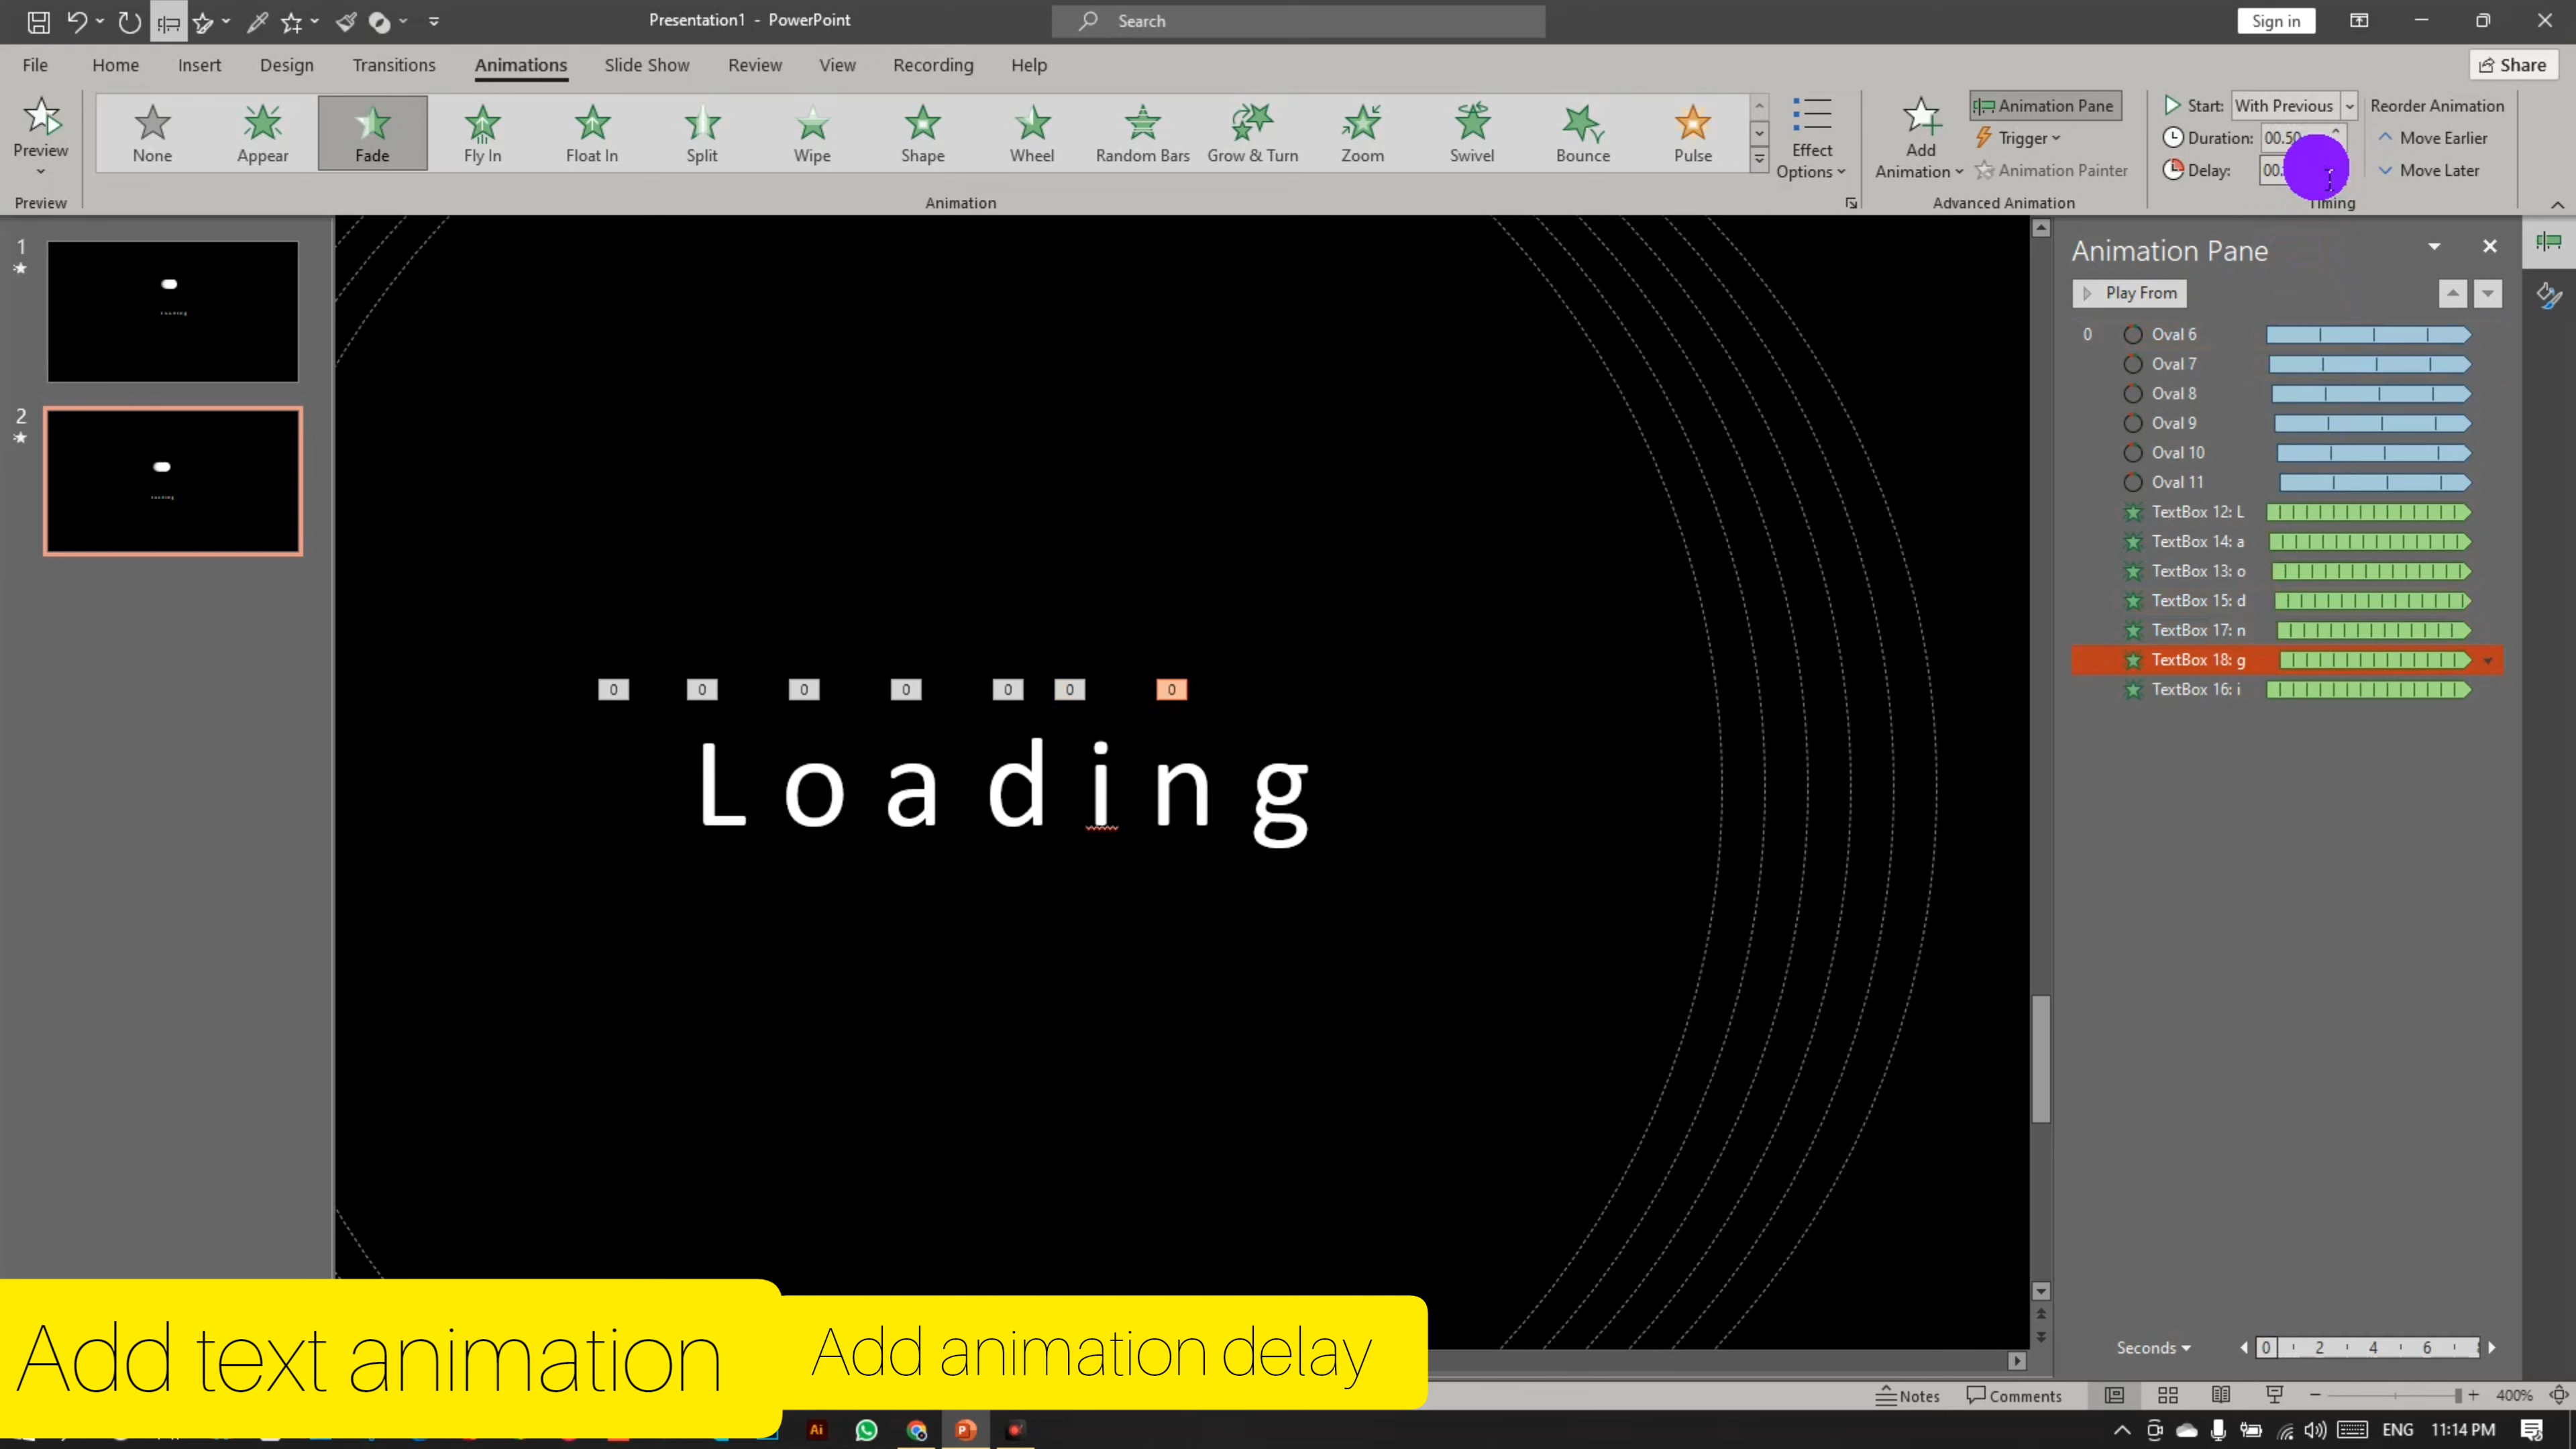 Presentation1 - PowerPoint
Search
Sign in
File Home Insert Design Transitions Animations Slide Show Review View Recording Help
Share
Preview
None Appear Fade Fly In Float In Split Wipe Shape Wheel Random Bars Grow & Turn Zoom Swivel Bounce Pulse
Effect Options
Add Animation
Animation Pane
Trigger
Animation Painter
Start: With Previous
Duration: 00.50
Delay: 00.
Reorder Animation
Move Earlier
Move Later
Preview
Animation
Advanced Animation
Timing
1
2
Animation Pane
Play From
0 Oval 6
Oval 7
Oval 8
Oval 9
Oval 10
Oval 11
TextBox 12: L
TextBox 14: a
TextBox 13: o
TextBox 15: d
TextBox 17: n
TextBox 18: g
TextBox 16: i
0 0 0 0 0 0 0
L o a d i n g
Seconds 0 2 4 6
Add text animation
Add animation delay
Notes Comments 400%
Ai
ENG 11:14 PM